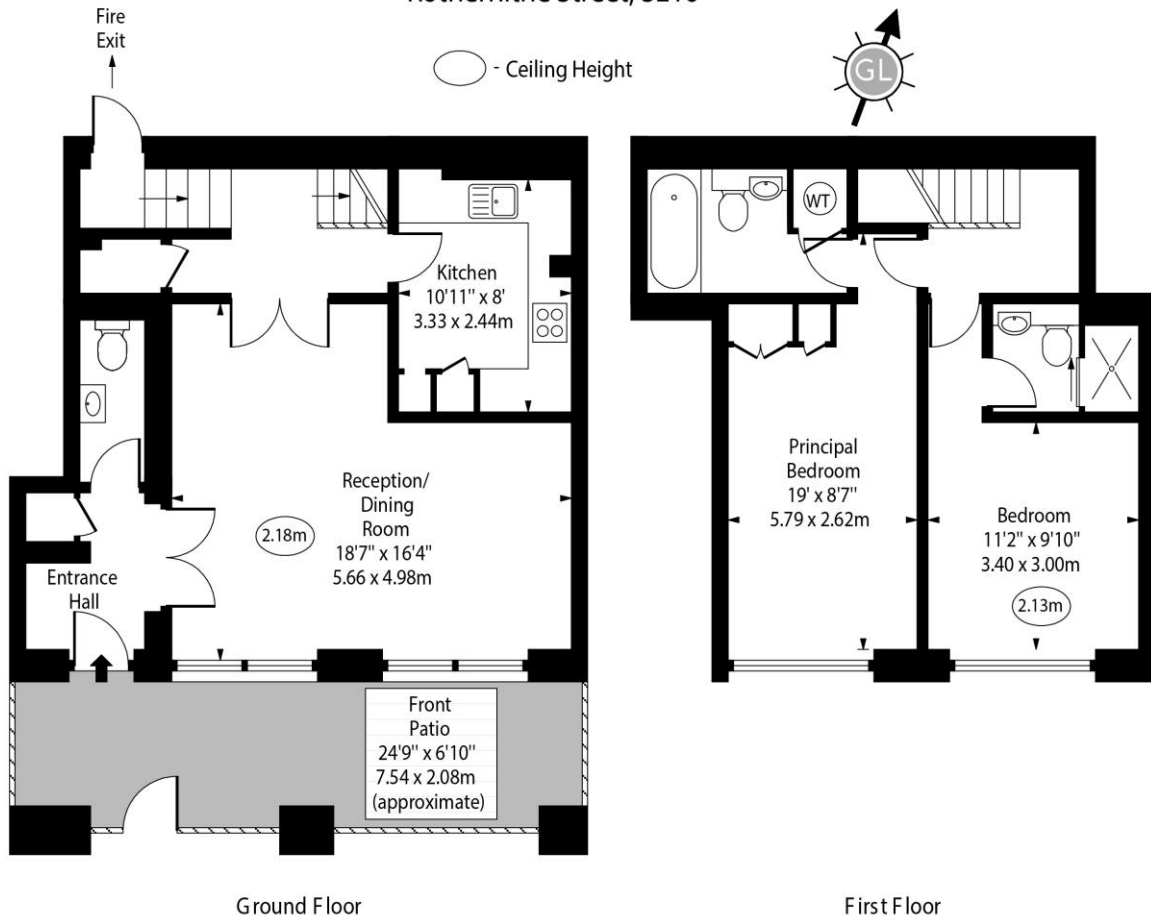 Fire
Exit
- Ceiling Height
GL
Kitchen
10'11" x 8'
3.33 x 2.44m
Reception/
Dining
Room
18'7" x 16'4"
5.66 x 4.98m
2.18m
Entrance
Hall
Front
Patio
24'9" x 6'10"
7.54 x 2.08m
(approximate)
Ground Floor
WT
Principal
Bedroom
19' x 8'7"
5.79 x 2.62m
Bedroom
11'2" x 9'10"
3.40 x 3.00m
2.13m
First Floor